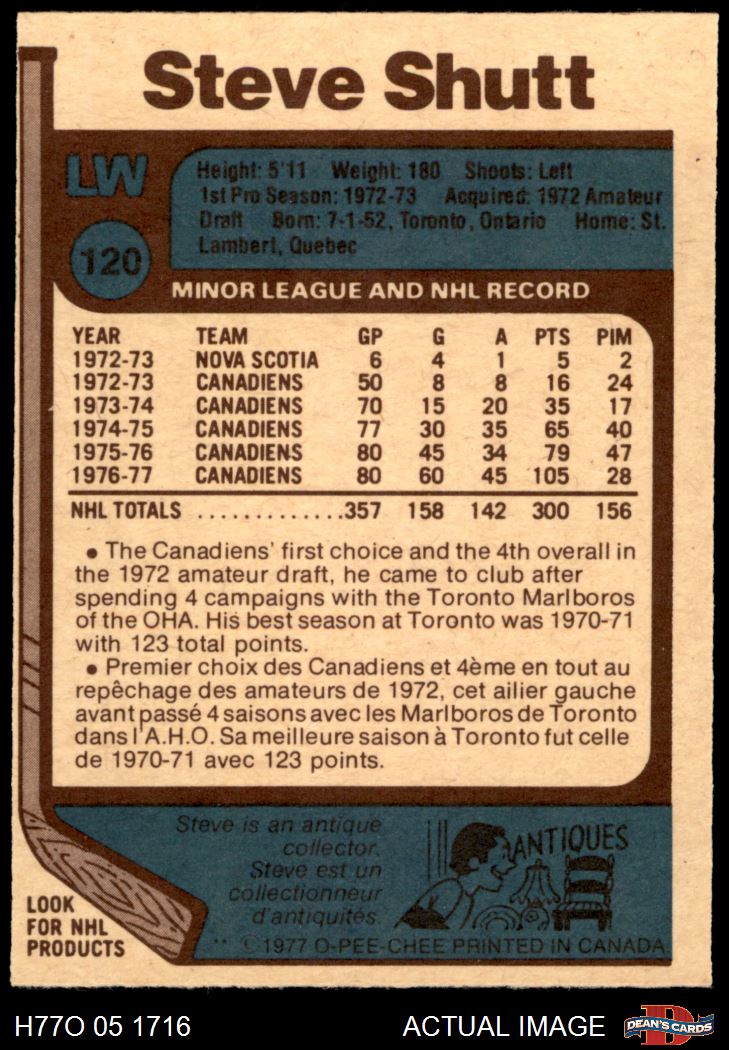 Steve Shutt
LW
Height: 5'11 Weight: 180 Shoots: Left
1st Pro Season: 1972-73 Acquired: 1972 Amateur
Draft Born: 7-1-52, Toronto, Ontario Home: St.
Lambert, Quebec
120
MINOR LEAGUE AND NHL RECORD
YEAR TEAM GP G A PTS PIM
1972-73 NOVA SCOTIA 6 4 1 5 2
1972-73 CANADIENS 50 8 8 16 24
1973-74 CANADIENS 70 15 20 35 17
1974-75 CANADIENS 77 30 35 65 40
1975-76 CANADIENS 80 45 34 79 47
1976-77 CANADIENS 80 60 45 105 28
NHL TOTALS .............357 158 142 300 156
• The Canadiens' first choice and the 4th overall in
the 1972 amateur draft, he came to club after
spending 4 campaigns with the Toronto Marlboros
of the OHA. His best season at Toronto was 1970-71
with 123 total points.
• Premier choix des Canadiens et 4ème en tout au
repêchage des amateurs de 1972, cet ailier gauche
avant passé 4 saisons avec les Marlboros de Toronto
dans l'A.H.O. Sa meilleure saison à Toronto fut celle
de 1970-71 avec 123 points.
Steve is an antique
collector.
Steve est un
collectionneur
d'antiquités.
ANTIQUES
LOOK
FOR NHL
PRODUCTS
©1977 O-PEE-CHEE PRINTED IN CANADA
H77O 05 1716
ACTUAL IMAGE
D
DEAN'S CARDS